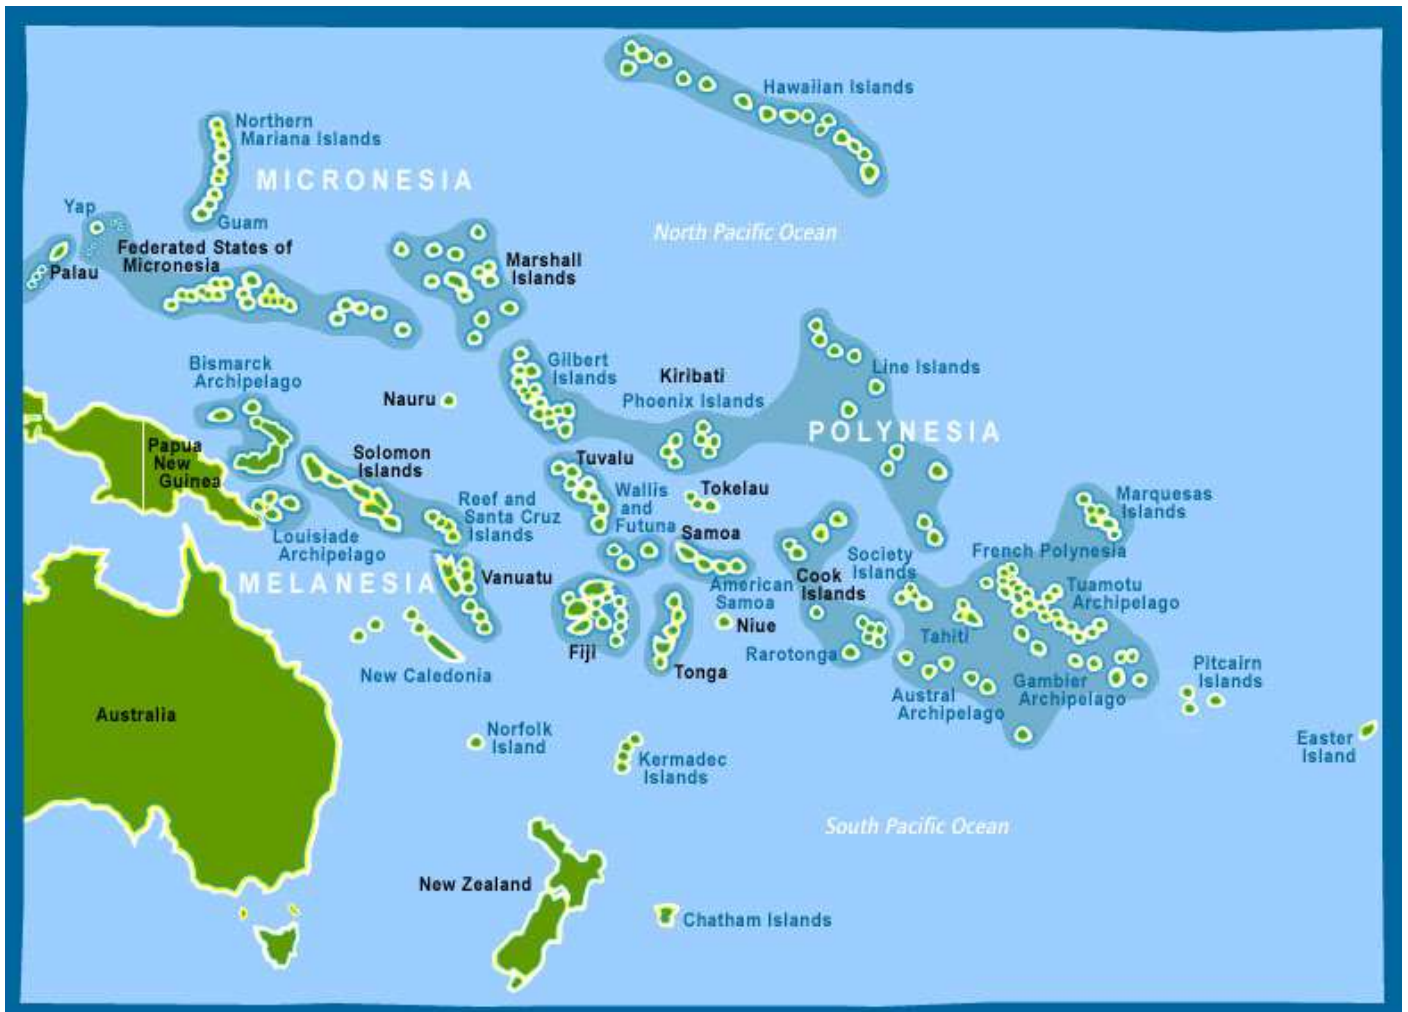 Hawaiian Islands
Northern
Mariana Islands
MICRONESIA
Yap
Guam
North Pacific Ocean
Federated States of
Micronesia
Palau
Marshall
Islands
Bismarck
Archipelago
Gilbert
Islands
Kiribati
Line Islands
Nauru
Phoenix Islands
POLYNESIA
Papua
New
Guinea
Solomon
Islands
Tuvalu
Tokelau
Wallis
and
Futuna
Reef and
Santa Cruz
Islands
Marquesas
Islands
Louisiade
Archipelago
Samoa
Society
Islands
French Polynesia
MELANESIA
Vanuatu
American
Samoa
Cook
Islands
Tuamotu
Archipelago
Niue
Tahiti
Fiji
Rarotonga
New Caledonia
Tonga
Austral
Archipelago
Gambier
Archipelago
Pitcairn
Islands
Australia
Norfolk
Island
Kermadec
Islands
Easter
Island
South Pacific Ocean
New Zealand
Chatham Islands